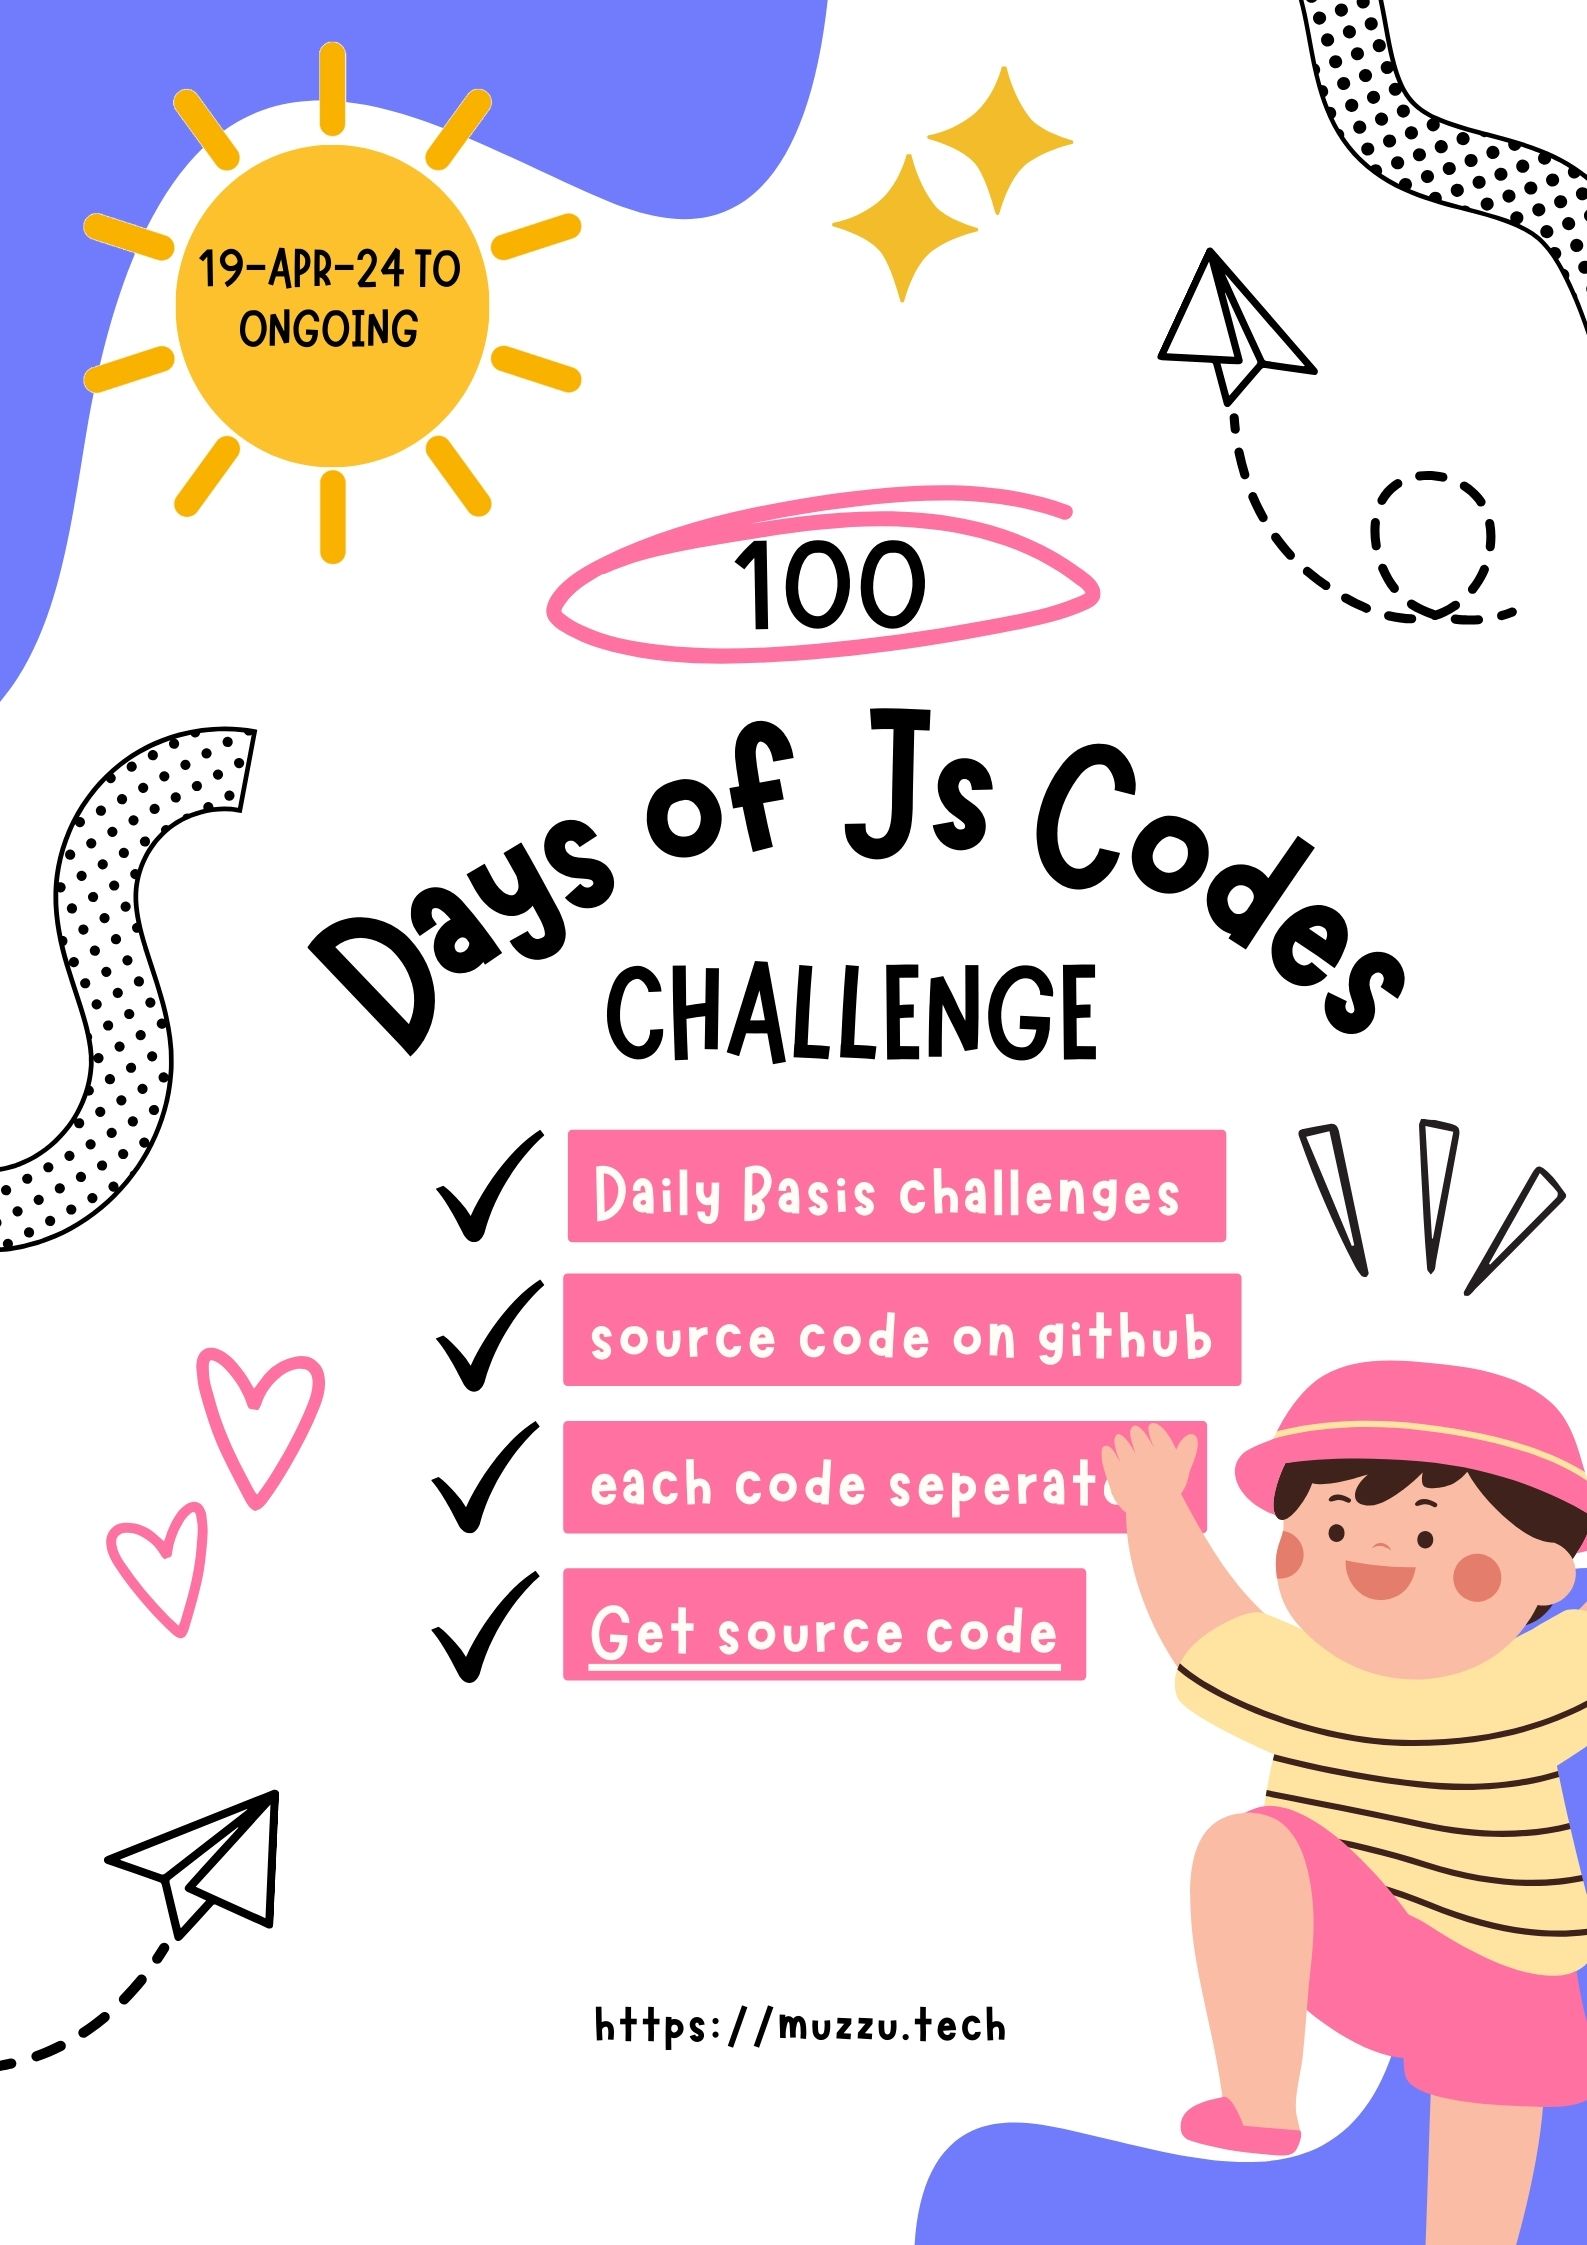 19-APR-24 TO
ONGOING
100
Days of Js Codes
CHALLENGE
Daily Basis challenges
source code on github
each code seperate
Get source code
https://muzzu.tech